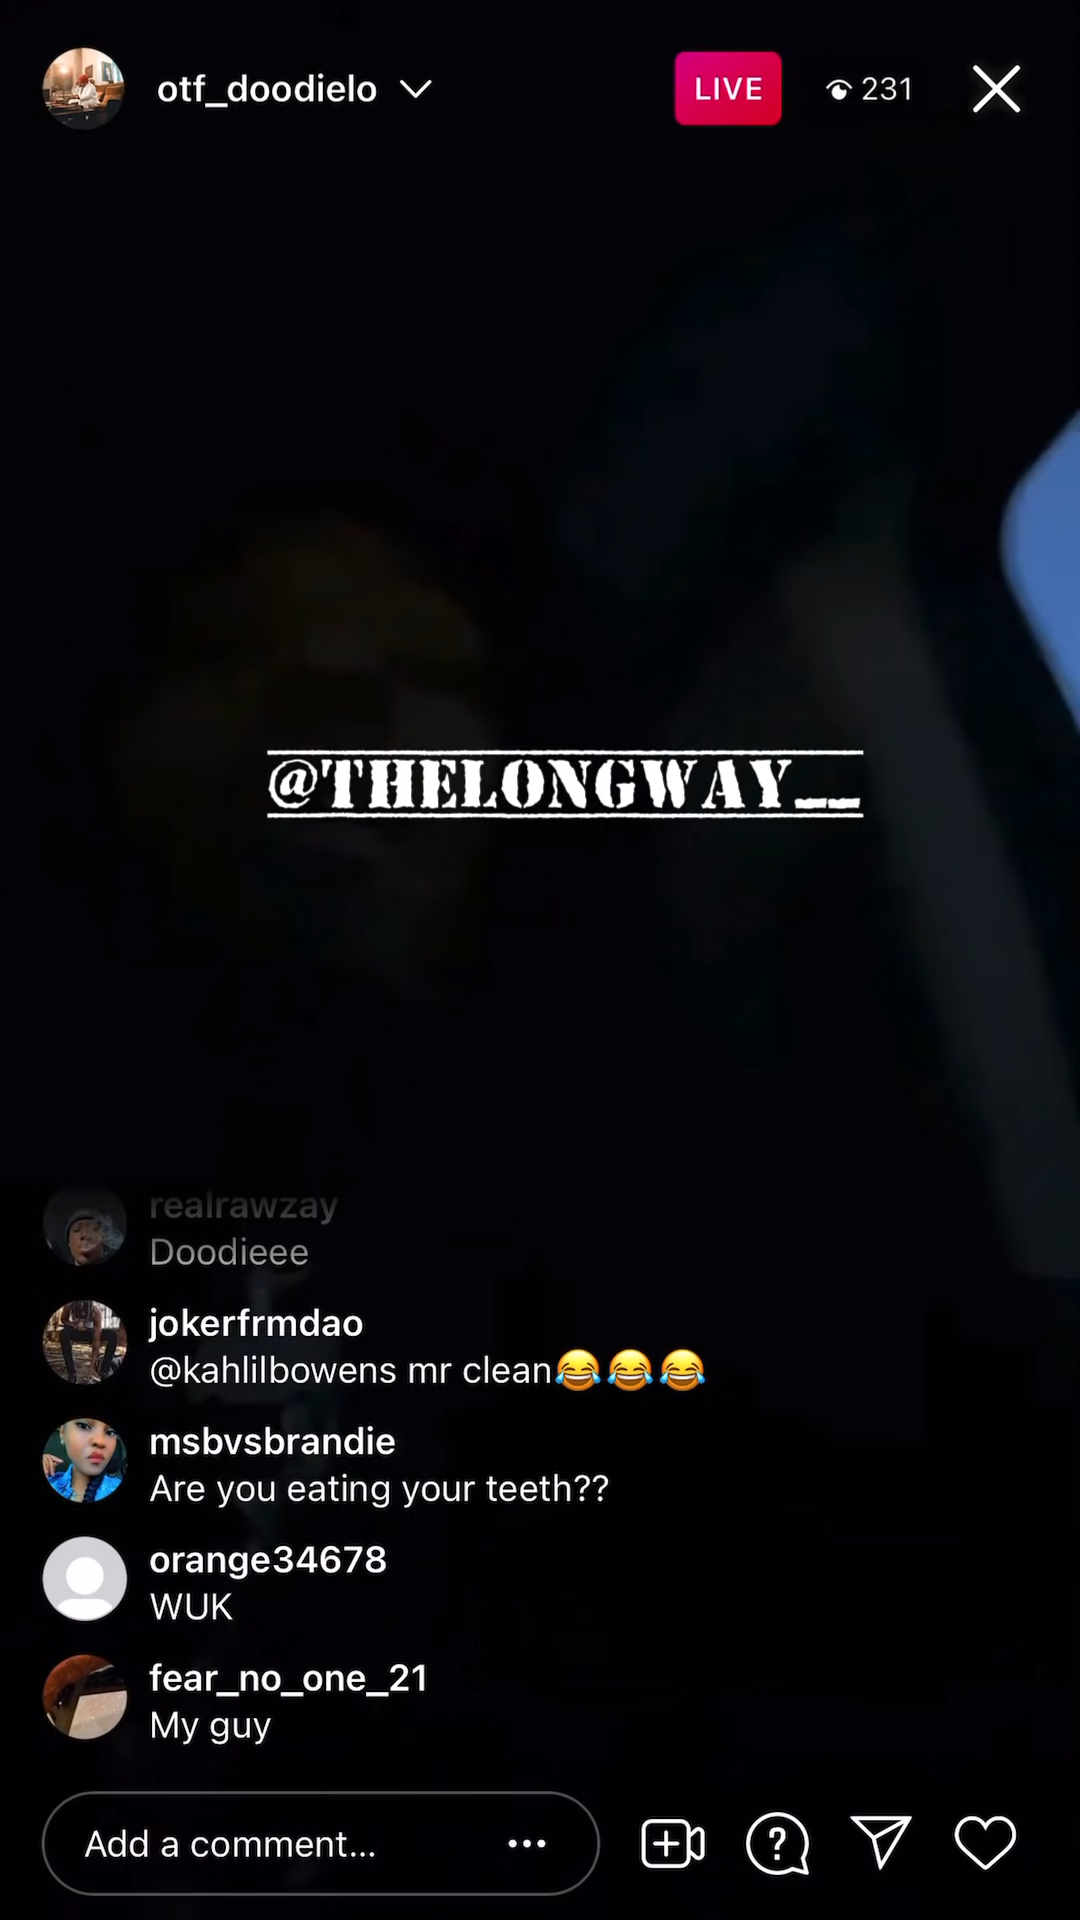 otf_doodielo
LIVE
231
@THELONGWAY__
realrawzay
Doodieee
jokerfrmdao
@kahlilbowens mr clean😂😂😂
msbvsbrandie
Are you eating your teeth??
orange34678
WUK
fear_no_one_21
My guy
Add a comment...